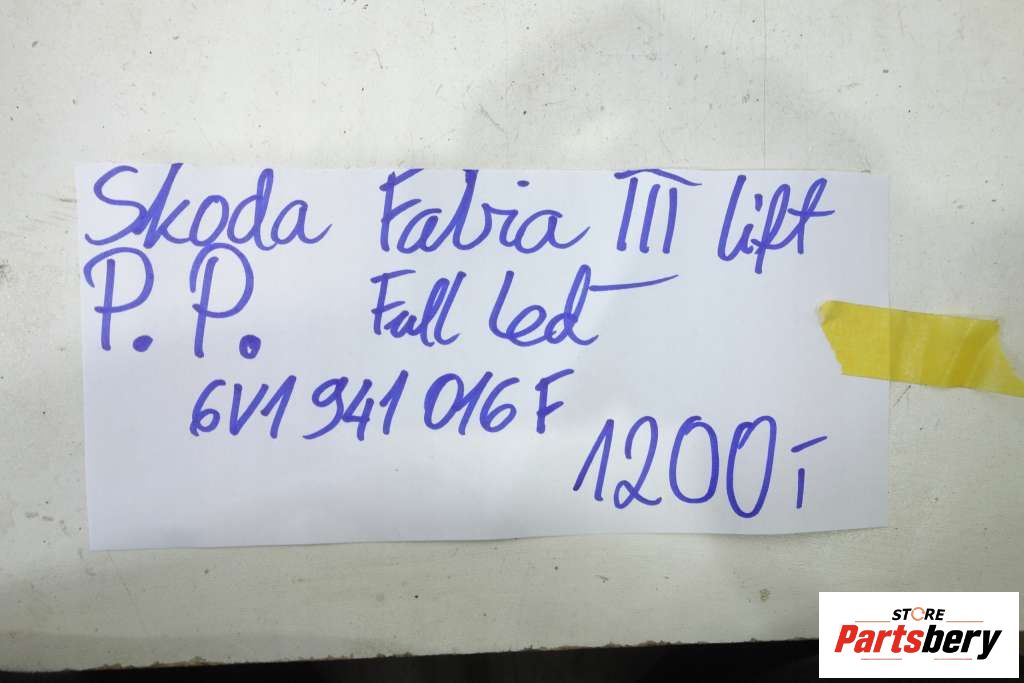 Skoda Fabia III lift
P. P. Full Led
6V1 941 016 F
1200,-
STORE
Partsbery